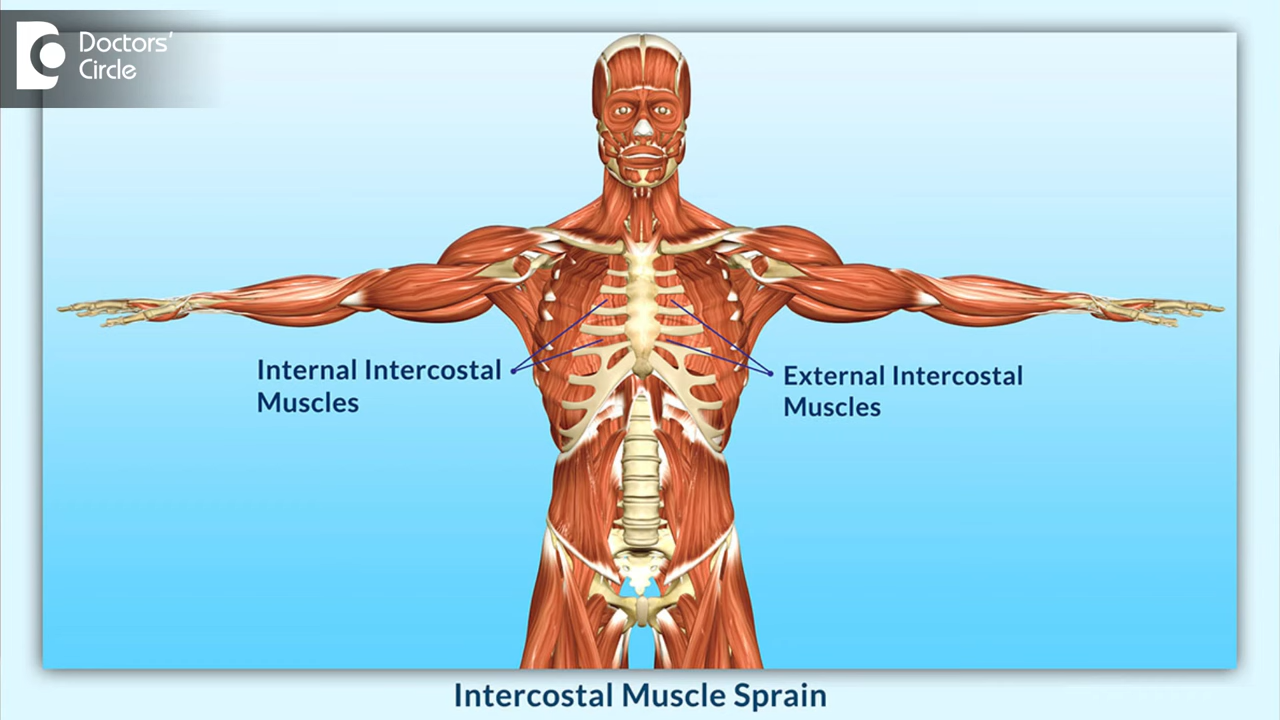 Doctors'
Circle
Internal Intercostal
Muscles
External Intercostal
Muscles
Intercostal Muscle Sprain